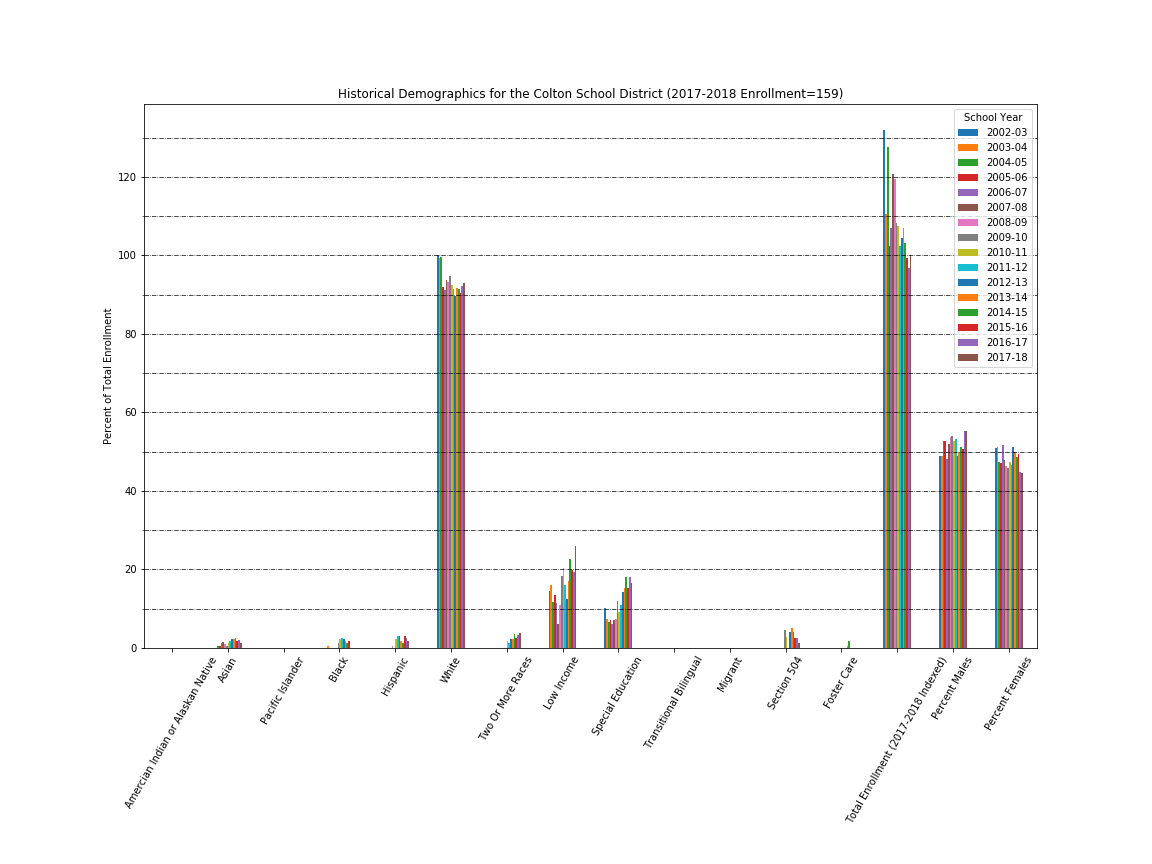 Historical Demographics for the Colton School District (2017-2018 Enrollment=159)
Percent of Total Enrollment
120
100
80
60
40
20
0
School Year
2002-03
2003-04
2004-05
2005-06
2006-07
2007-08
2008-09
2009-10
2010-11
2011-12
2012-13
2013-14
2014-15
2015-16
2016-17
2017-18
Amercian Indian or Alaskan Native
Asian
Pacific Islander
Black
Hispanic
White
Two Or More Races
Low Income
Special Education
Transitional Bilingual
Migrant
Section 504
Foster Care
Total Enrollment (2017-2018 Indexed)
Percent Males
Percent Females